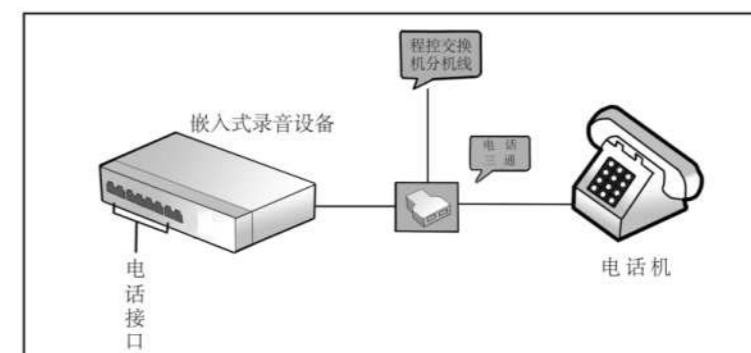 程控交换
机分机线
嵌入式录音设备
电 话
三 通
电话机
电
话
接
口